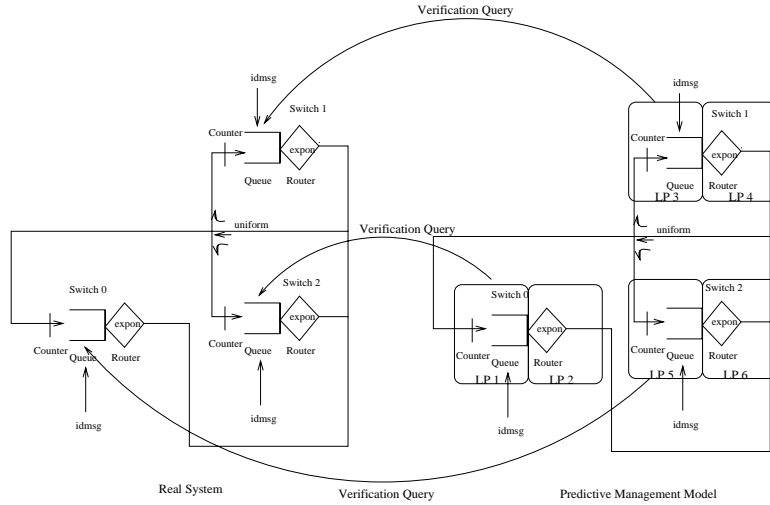 Verification Query
idmsg
Switch 1
Counter
expon
Queue
Router
uniform
Verification Query
Switch 0
Switch 2
expon
Counter
Queue
Router
Counter
expon
Queue
Router
idmsg
idmsg
Real System
Verification Query
idmsg
Switch 1
Counter
expon
Queue
Router
LP 3
LP 4
uniform
Switch 0
Switch 2
expon
Counter
Queue
Router
LP 1
LP 2
Counter
expon
Queue
Router
LP 5
LP 6
idmsg
idmsg
Predictive Management Model